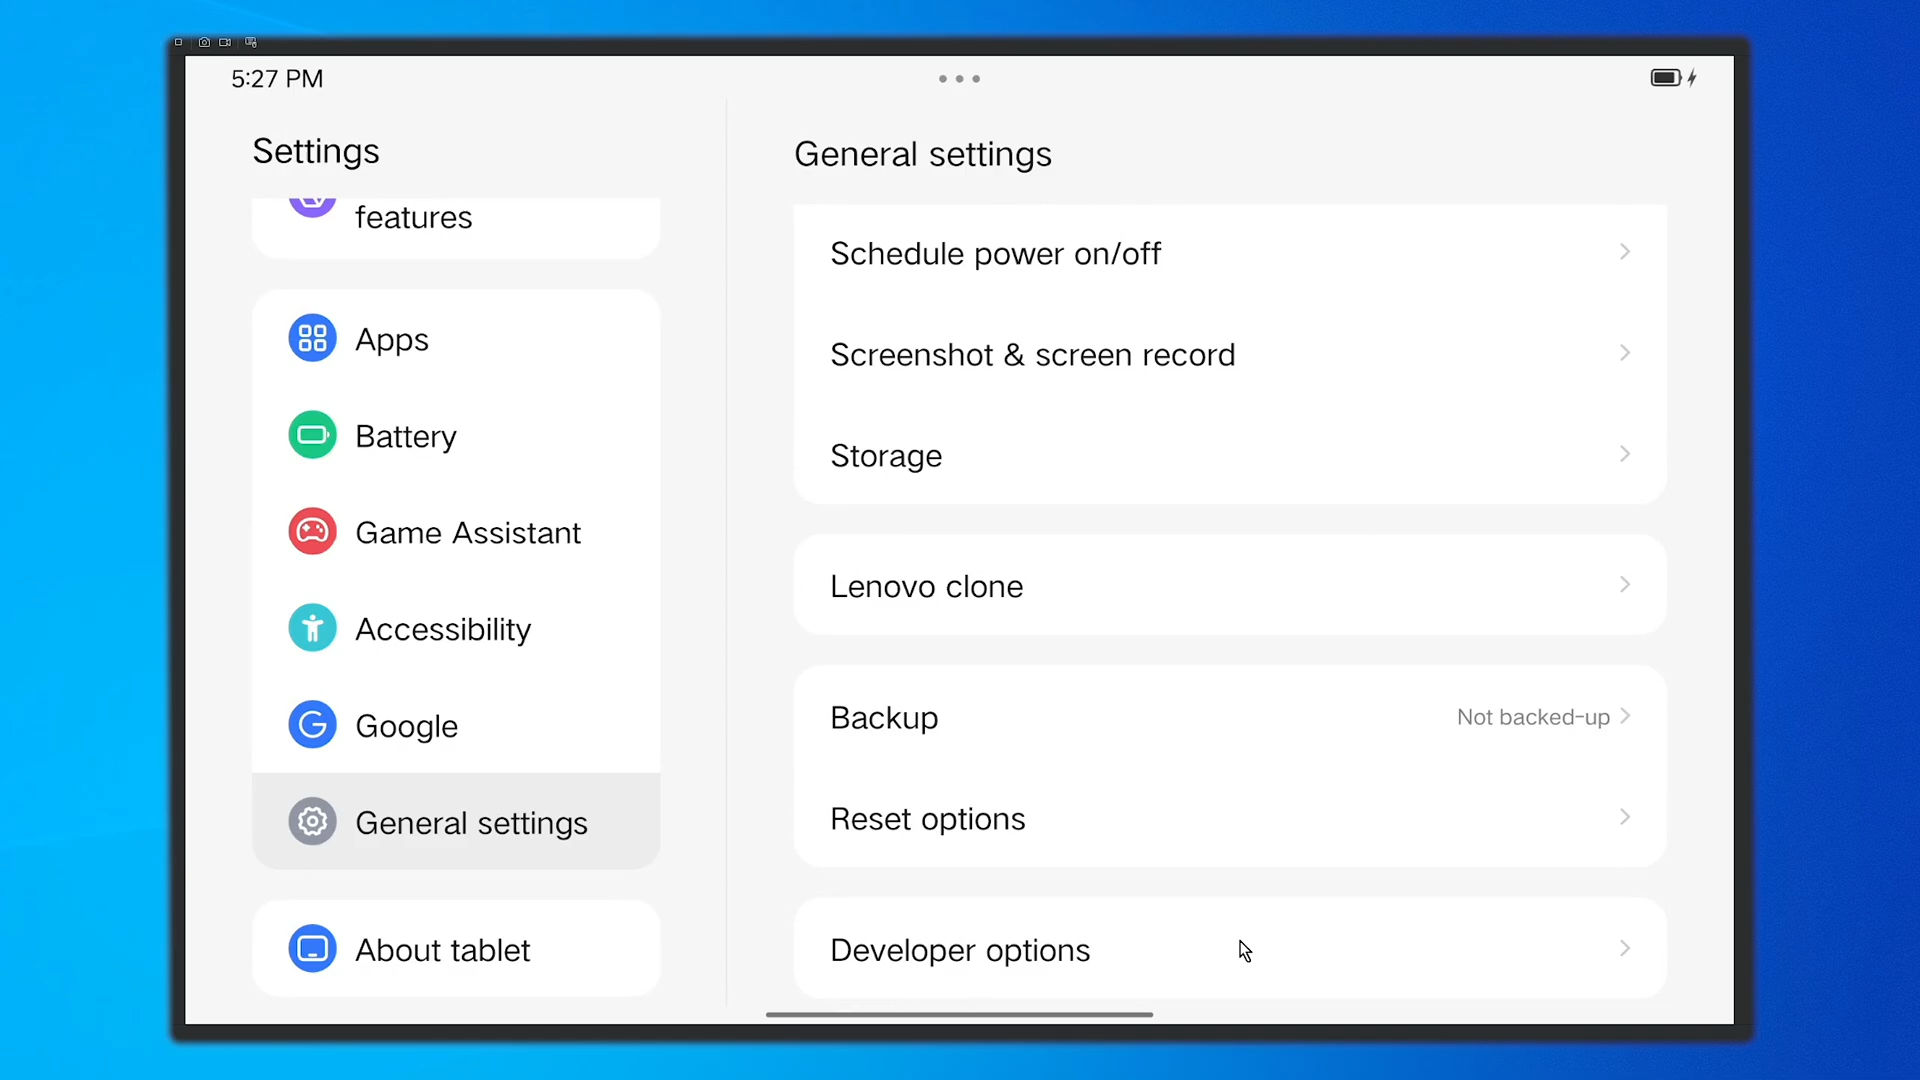 5:27 PM
Settings
features
Apps
Battery
Game Assistant
Accessibility
Google
General settings
About tablet
General settings
Schedule power on/off
Screenshot & screen record
Storage
Lenovo clone
Backup
Not backed-up
Reset options
Developer options